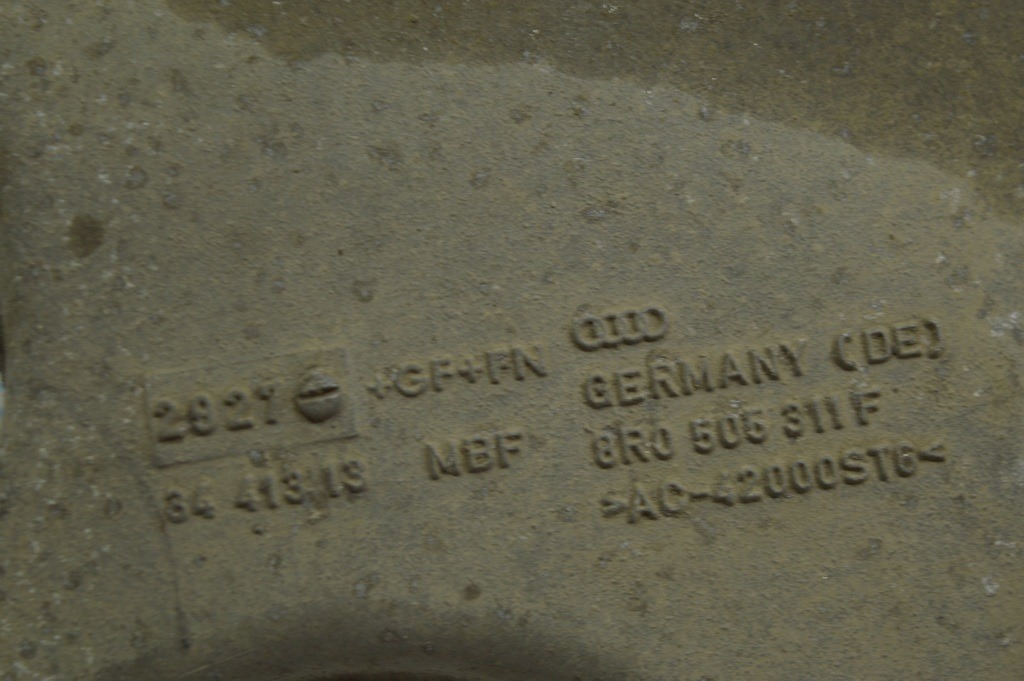 2827 +GF+FN
34 413/13 MBF
GERMANY (DE)
8R0 505 311 F
>AC-42000ST6<